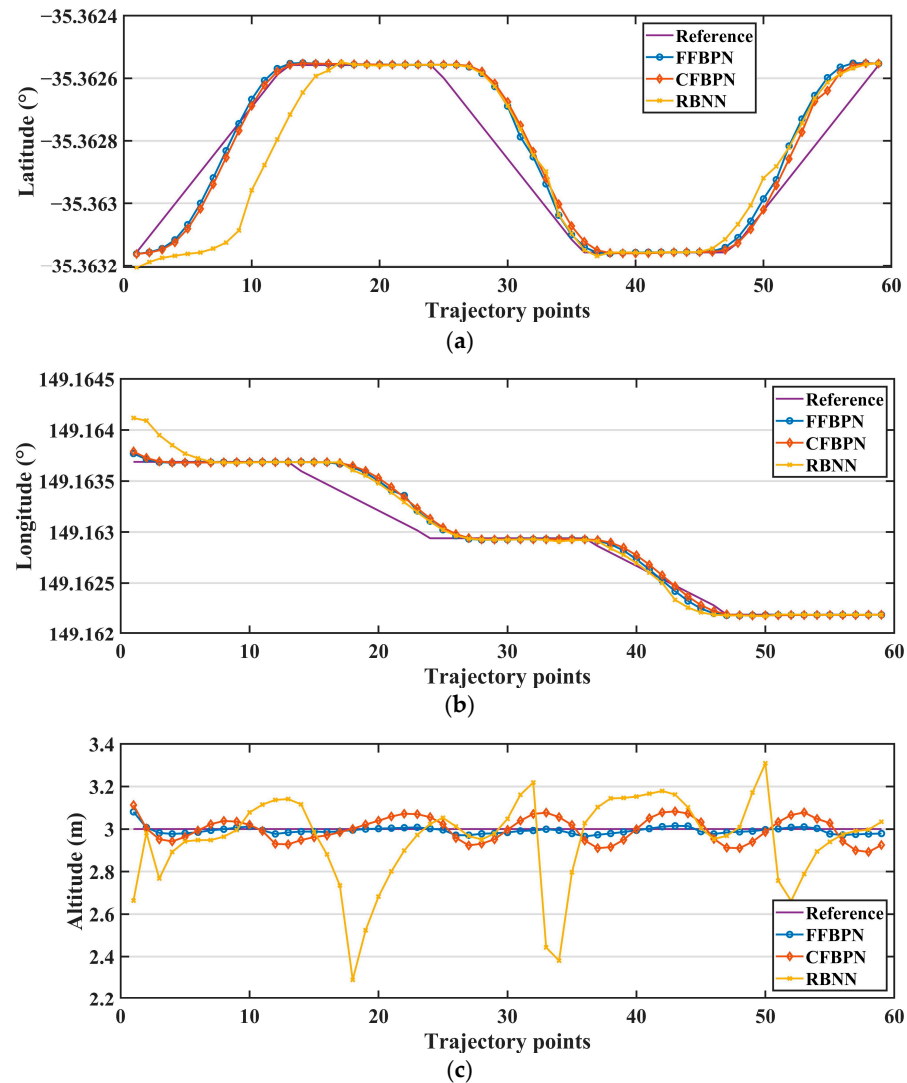 −35.3624
−35.3626
−35.3628
−35.363
−35.3632
Latitude (°)
0 10 20 30 40 50 60
Trajectory points
Reference
FFBPN
CFBPN
RBNN
(a)
149.1645
149.164
149.1635
149.163
149.1625
149.162
Longitude (°)
0 10 20 30 40 50 60
Trajectory points
Reference
FFBPN
CFBPN
RBNN
(b)
3.4
3.2
3
2.8
2.6
2.4
2.2
Altitude (m)
0 10 20 30 40 50 60
Trajectory points
Reference
FFBPN
CFBPN
RBNN
(c)